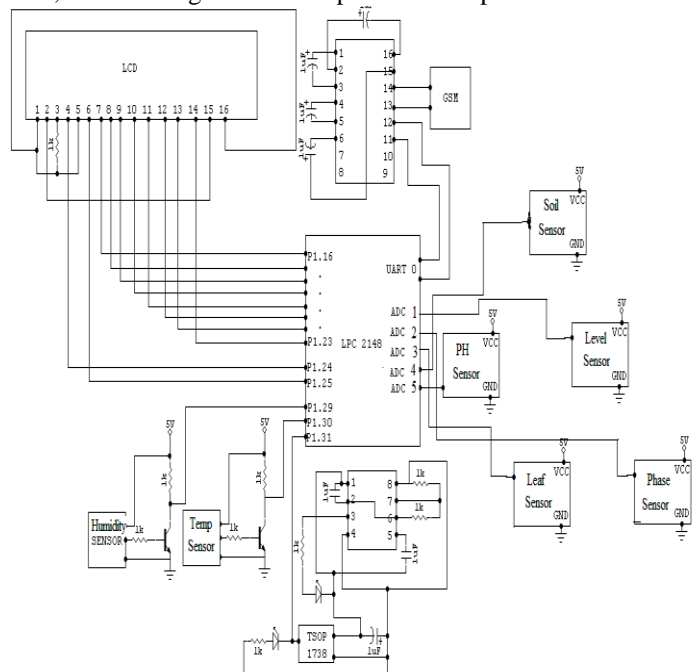 LCD
1 2 3 4 5 6 7 8 9 10 11 12 13 14 15 16
1k
1uF
1uF
1uF
1uF
1
2
3
4
5
6
7
8
16
15
14
13
12
11
10
9
GSM
5V
VCC
Soil
Sensor
GND
P1.16
.
.
.
P1.23
P1.24
P1.25
P1.29
P1.30
P1.31
LPC 2148
UART 0
ADC 1
ADC 2
ADC 3
ADC 4
ADC 5
5V
VCC
PH
Sensor
GND
5V
VCC
Level
Sensor
GND
5V
VCC
Leaf
Sensor
GND
5V
VCC
Phase
Sensor
GND
5V
1k
Humidity
SENSOR
1k
5V
1k
Temp
Sensor
1k
1uF
1
2
3
4
8
7
6
5
1k
1k
1uF
1k
1k
TSOP
1738
1uF